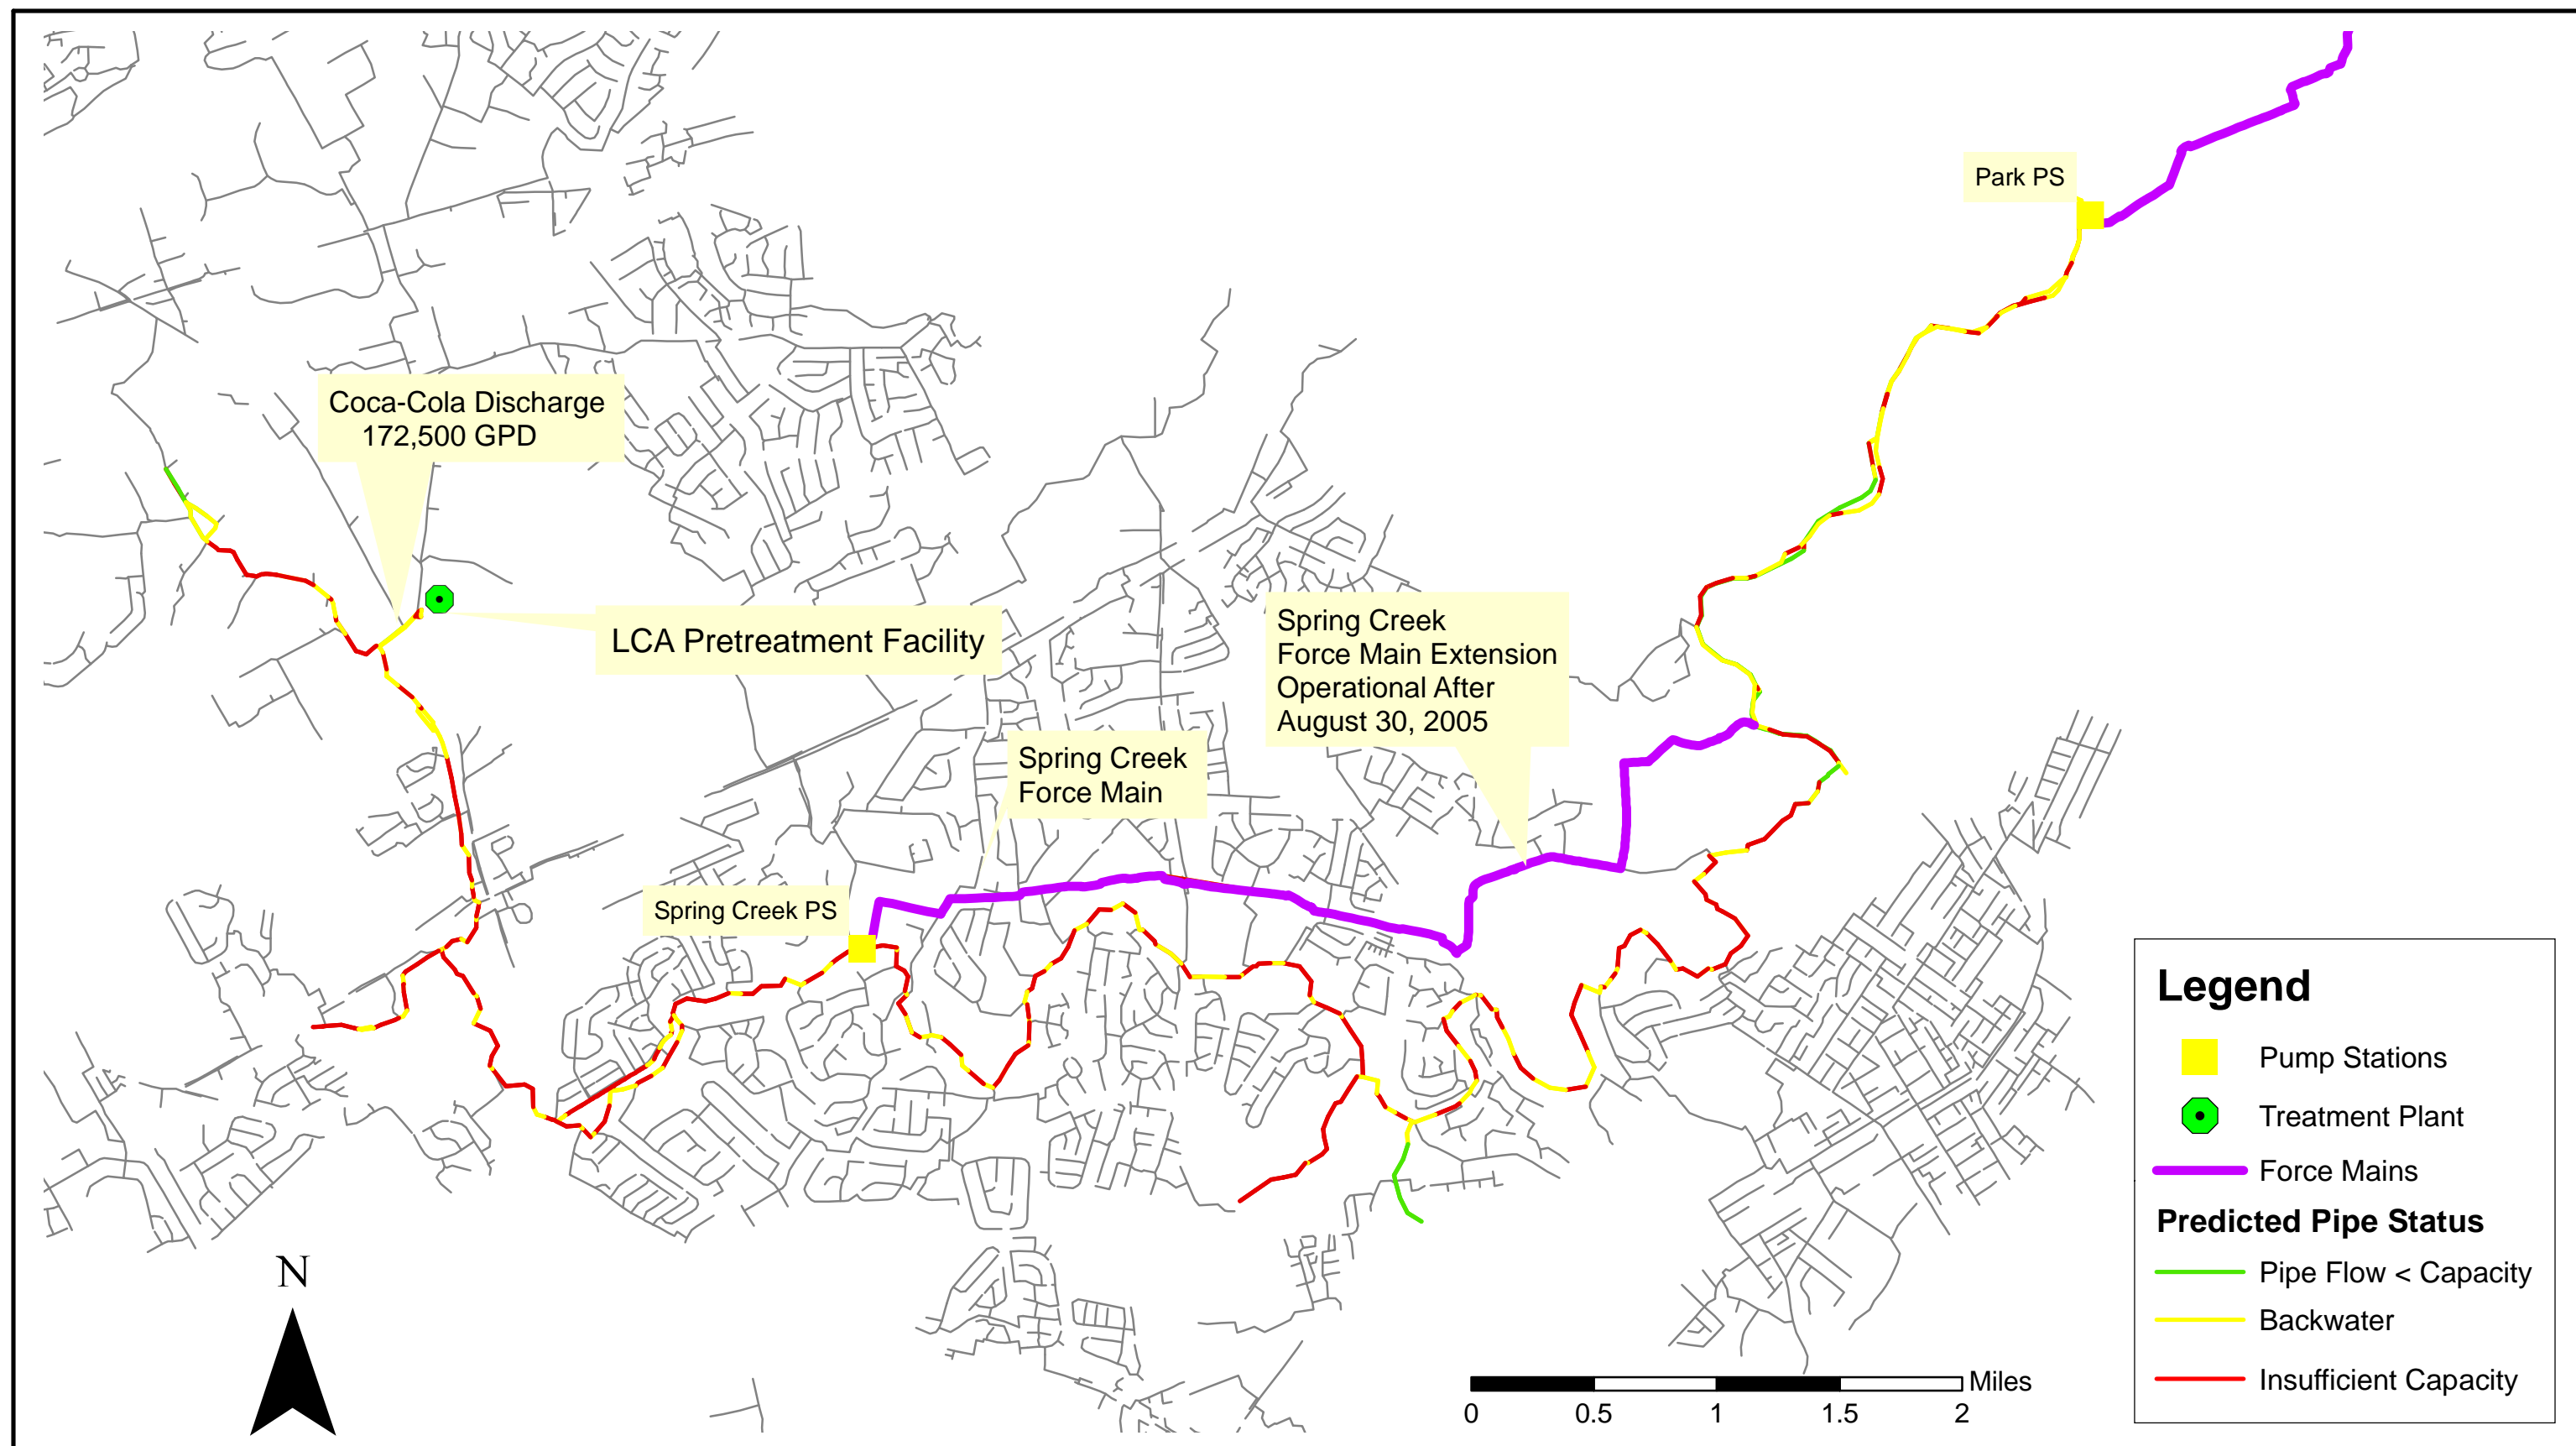 Park PS
Coca-Cola Discharge
172,500 GPD
LCA Pretreatment Facility
Spring Creek
Force Main Extension
Operational After
August 30, 2005
Spring Creek
Force Main
Spring Creek PS
N
Legend
Pump Stations
Treatment Plant
Force Mains
Predicted Pipe Status
Pipe Flow < Capacity
Backwater
Insufficient Capacity
Miles
0 0.5 1 1.5 2